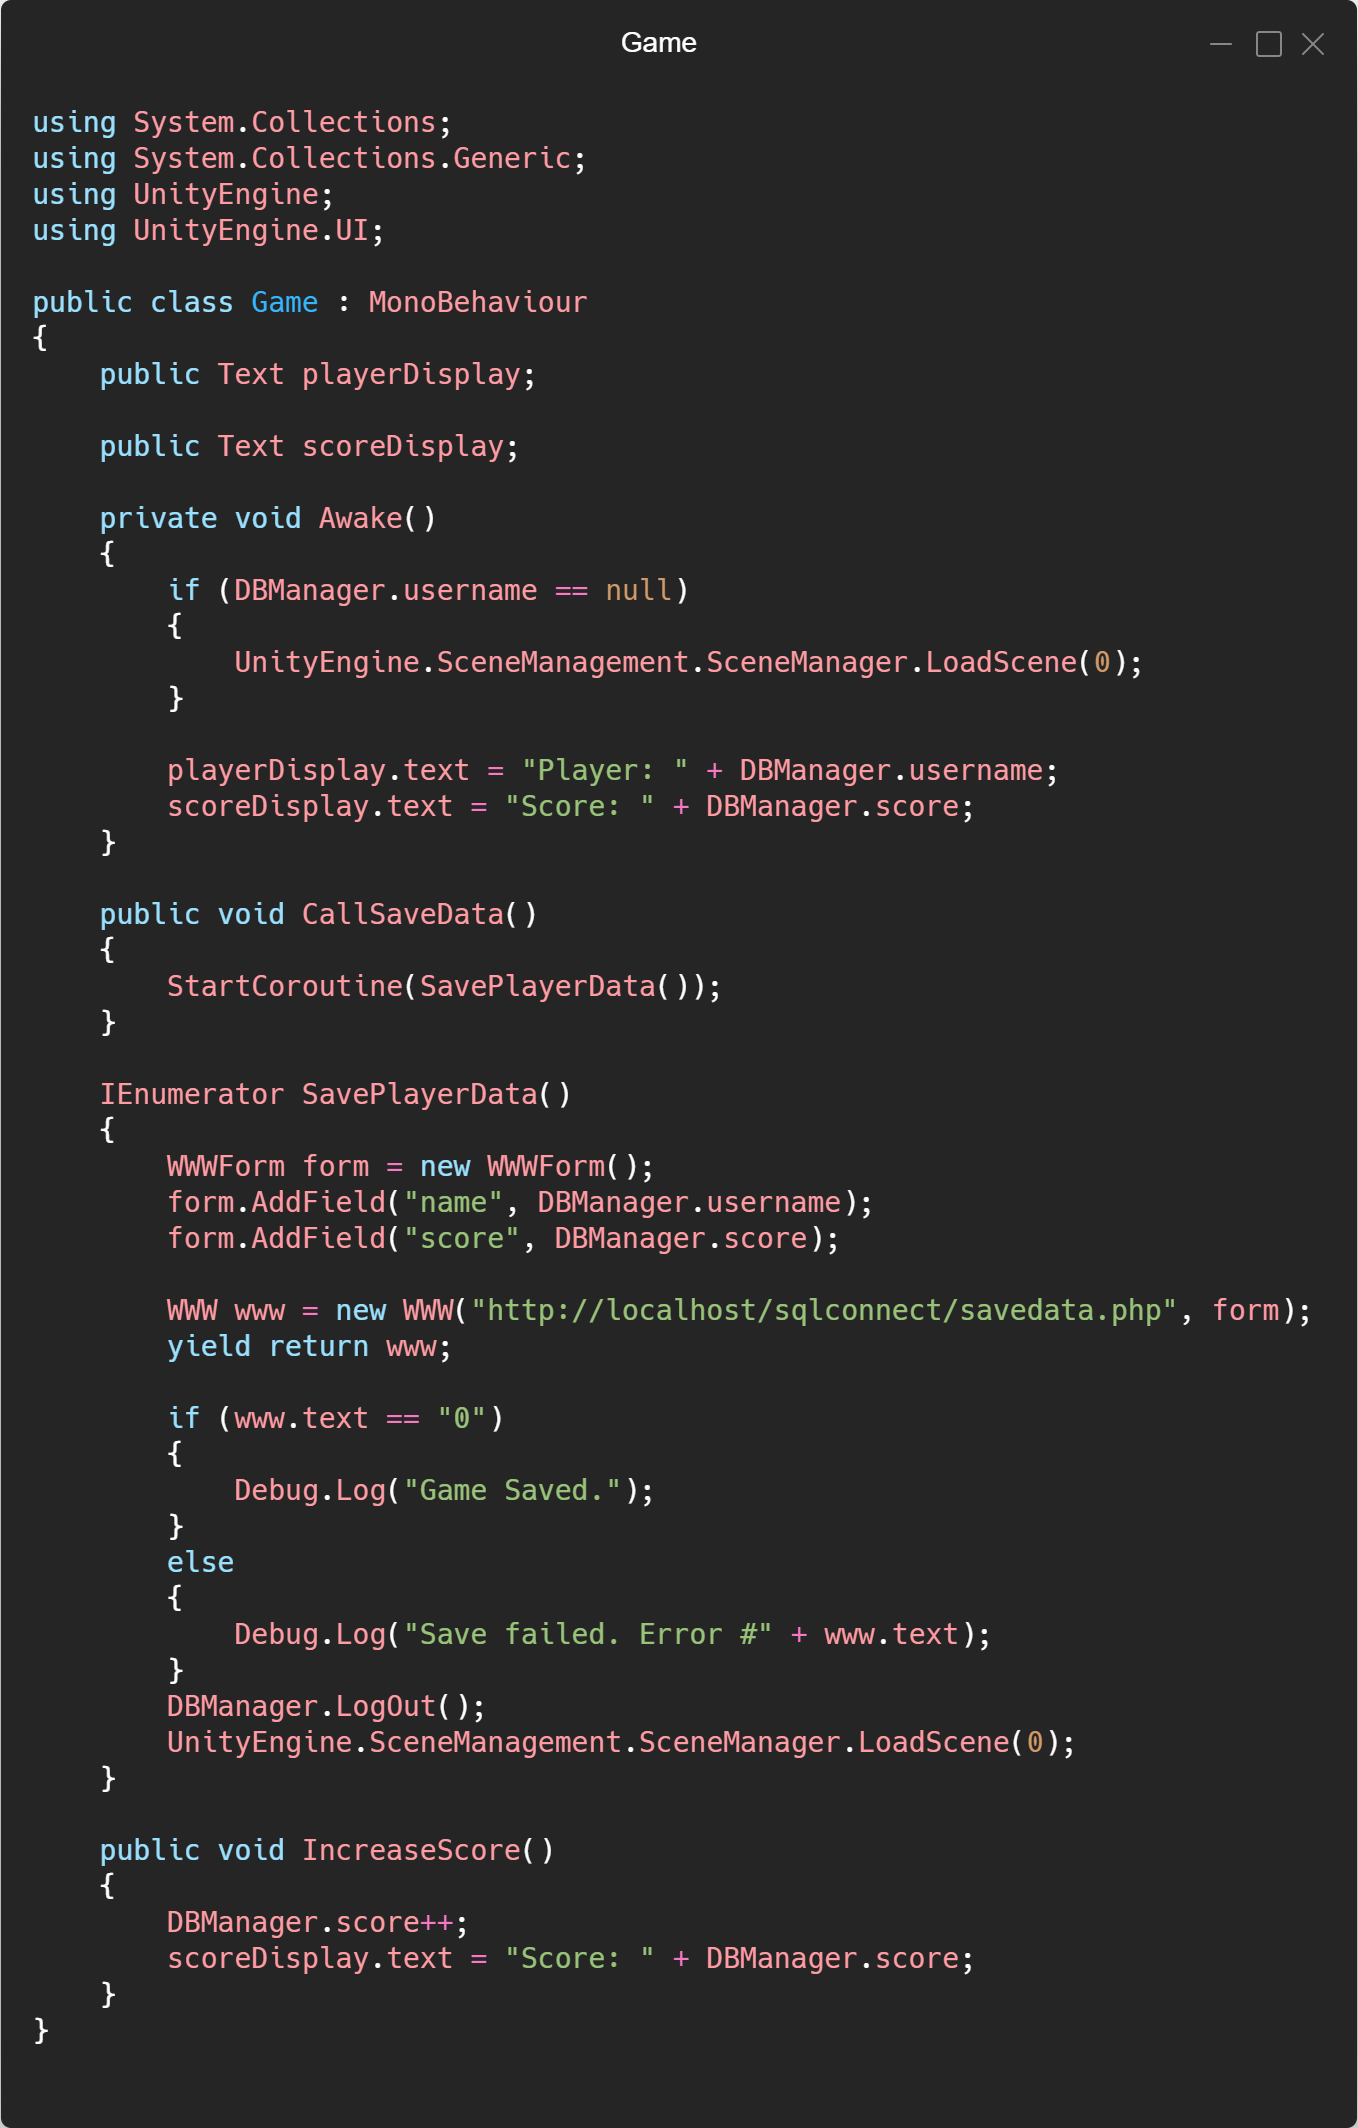 Game
using System.Collections;
using System.Collections.Generic;
using UnityEngine;
using UnityEngine.UI;

public class Game : MonoBehaviour
{
    public Text playerDisplay;

    public Text scoreDisplay;

    private void Awake()
    {
        if (DBManager.username == null)
        {
            UnityEngine.SceneManagement.SceneManager.LoadScene(0);
        }

        playerDisplay.text = "Player: " + DBManager.username;
        scoreDisplay.text = "Score: " + DBManager.score;
    }

    public void CallSaveData()
    {
        StartCoroutine(SavePlayerData());
    }

    IEnumerator SavePlayerData()
    {
        WWWForm form = new WWWForm();
        form.AddField("name", DBManager.username);
        form.AddField("score", DBManager.score);

        WWW www = new WWW("http://localhost/sqlconnect/savedata.php", form);
        yield return www;

        if (www.text == "0")
        {
            Debug.Log("Game Saved.");
        }
        else
        {
            Debug.Log("Save failed. Error #" + www.text);
        }
        DBManager.LogOut();
        UnityEngine.SceneManagement.SceneManager.LoadScene(0);
    }

    public void IncreaseScore()
    {
        DBManager.score++;
        scoreDisplay.text = "Score: " + DBManager.score;
    }
}